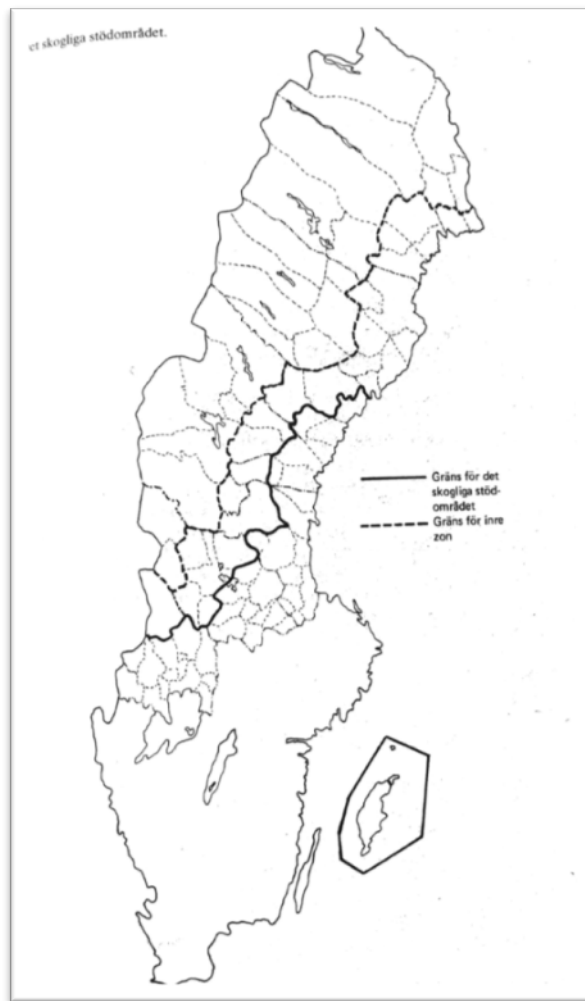 et skogliga stödområdet.
Gräns för det
skogliga stöd-
området
Gräns för inre
zon